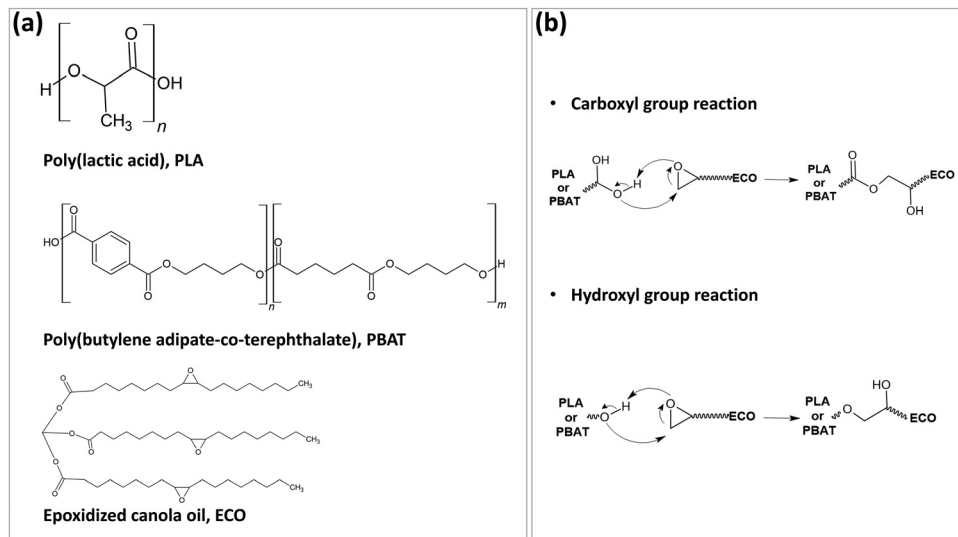 (a)
O
O
H
OH
CH₃
n
Poly(lactic acid), PLA
O
HO
O
O
O
O
n
O
O
O
O
H
m
Poly(butylene adipate-co-terephthalate), PBAT
O
O
O
CH₃
O
O
O
CH₃
O
O
O
CH₃
Epoxidized canola oil, ECO
(b)
• Carboxyl group reaction
OH
PLA
or
PBAT
H
O
O
ECO
PLA
or
PBAT
O
O
OH
ECO
• Hydroxyl group reaction
PLA
or
PBAT
O
H
O
ECO
PLA
or
PBAT
O
HO
ECO